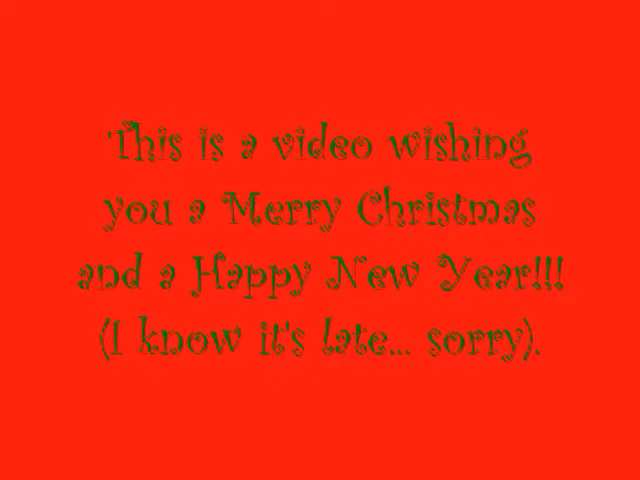 This is a video wishing
you a Merry Christmas
and a Happy New Year!!!
(I know it's late... sorry).